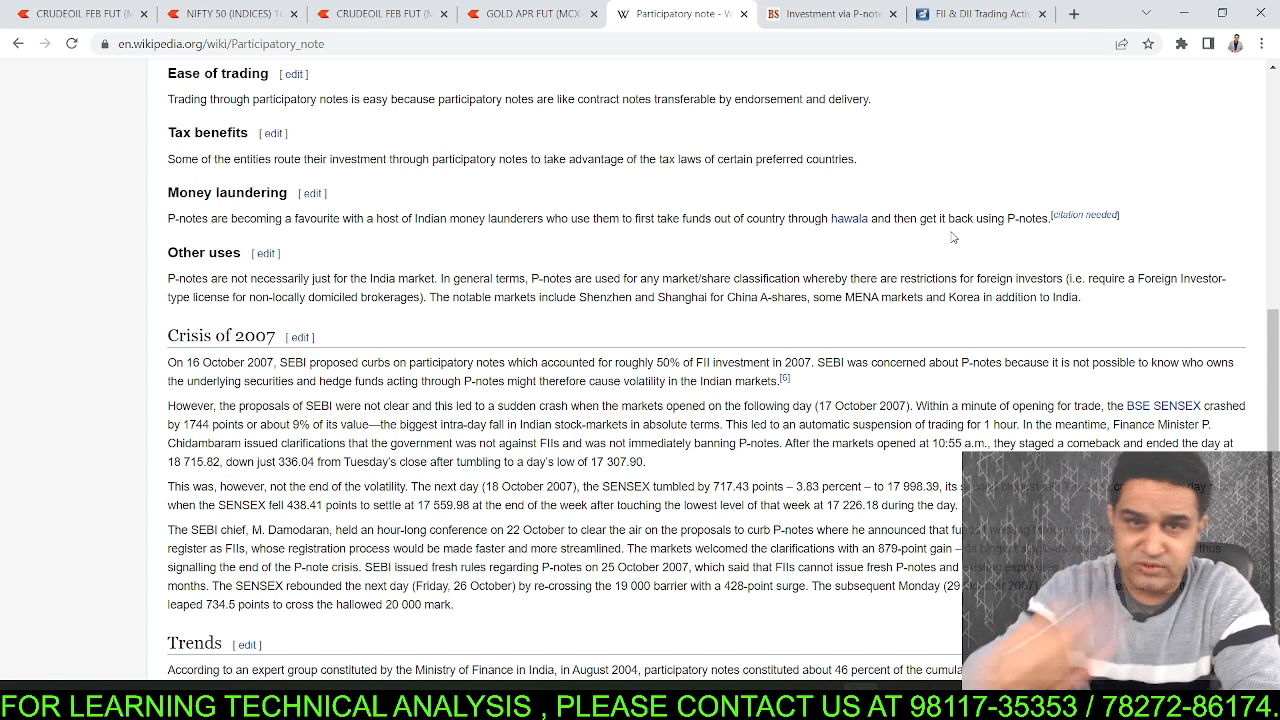 CRUDEOIL FEB FUT (M
NIFTY 50 (INDICES) 1
CRUDEOIL FEB FUT (N
GOLD APR FUT (MCX-
Participatory note - W
BS
Investment via P-note
FII & DII Trading Activ
en.wikipedia.org/wiki/Participatory_note
Ease of trading [ edit ]
Trading through participatory notes is easy because participatory notes are like contract notes transferable by endorsement and delivery.
Tax benefits [ edit ]
Some of the entities route their investment through participatory notes to take advantage of the tax laws of certain preferred countries.
Money laundering [ edit ]
P-notes are becoming a favourite with a host of Indian money launderers who use them to first take funds out of country through hawala and then get it back using P-notes.[citation needed]
Other uses [ edit ]
P-notes are not necessarily just for the India market. In general terms, P-notes are used for any market/share classification whereby there are restrictions for foreign investors (i.e. require a Foreign Investor-
type license for non-locally domiciled brokerages). The notable markets include Shenzhen and Shanghai for China A-shares, some MENA markets and Korea in addition to India.
Crisis of 2007 [ edit ]
On 16 October 2007, SEBI proposed curbs on participatory notes which accounted for roughly 50% of FII investment in 2007. SEBI was concerned about P-notes because it is not possible to know who owns
the underlying securities and hedge funds acting through P-notes might therefore cause volatility in the Indian markets.[6]
However, the proposals of SEBI were not clear and this led to a sudden crash when the markets opened on the following day (17 October 2007). Within a minute of opening for trade, the BSE SENSEX crashed
by 1744 points or about 9% of its value—the biggest intra-day fall in Indian stock-markets in absolute terms. This led to an automatic suspension of trading for 1 hour. In the meantime, Finance Minister P.
Chidambaram issued clarifications that the government was not against FIIs and was not immediately banning P-notes. After the markets opened at 10:55 a.m., they staged a comeback and ended the day at
18 715.82, down just 336.04 from Tuesday's close after tumbling to a day's low of 17 307.90.
This was, however, not the end of the volatility. The next day (18 October 2007), the SENSEX tumbled by 717.43 points – 3.83 percent – to 17 998.39, its
when the SENSEX fell 438.41 points to settle at 17 559.98 at the end of the week after touching the lowest level of that week at 17 226.18 during the day.
The SEBI chief, M. Damodaran, held an hour-long conference on 22 October to clear the air on the proposals to curb P-notes where he announced that
register as FIIs, whose registration process would be made faster and more streamlined. The markets welcomed the clarifications with an 879-point gain – thus
signalling the end of the P-note crisis. SEBI issued fresh rules regarding P-notes on 25 October 2007, which said that FIIs cannot issue fresh P-notes and
months. The SENSEX rebounded the next day (Friday, 26 October) by re-crossing the 19 000 barrier with a 428-point surge. The subsequent Monday (29
leaped 734.5 points to cross the hallowed 20 000 mark.
Trends [ edit ]
According to an expert group constituted by the Ministry of Finance in India, in August 2004, participatory notes constituted about 46 percent of the
FOR LEARNING TECHNICAL ANALYSIS , PLEASE CONTACT US AT 98117-35353 / 78272-86174.